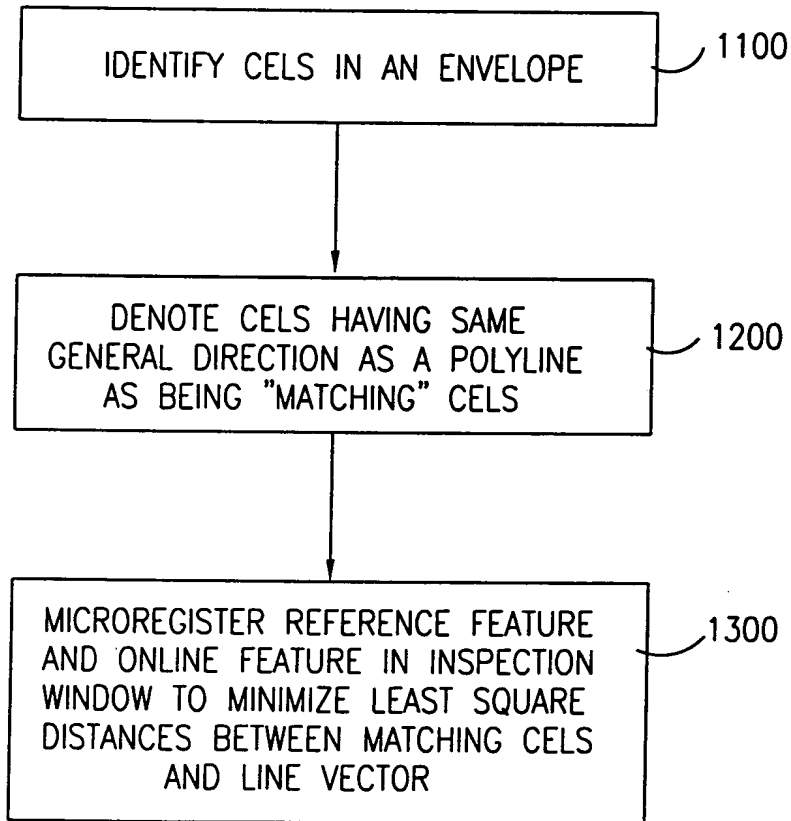 IDENTIFY CELS IN AN ENVELOPE
1100
DENOTE CELS HAVING SAME
GENERAL DIRECTION AS A POLYLINE
AS BEING "MATCHING" CELS
1200
MICROREGISTER REFERENCE FEATURE
AND ONLINE FEATURE IN INSPECTION
WINDOW TO MINIMIZE LEAST SQUARE
DISTANCES BETWEEN MATCHING CELS
AND LINE VECTOR
1300